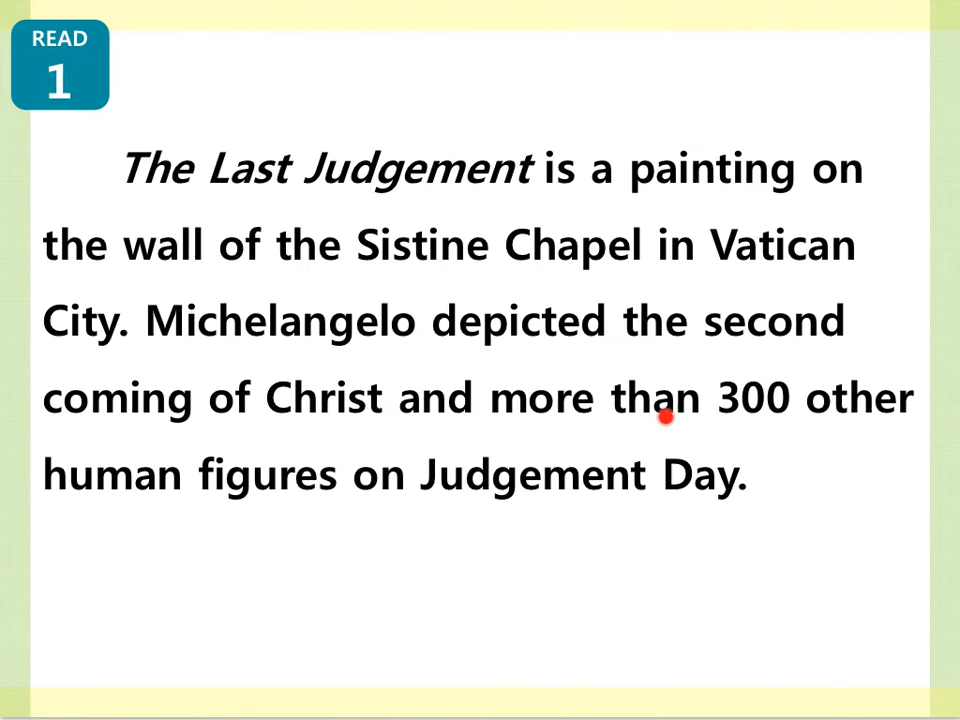 READ
1
The Last Judgement is a painting on
the wall of the Sistine Chapel in Vatican
City. Michelangelo depicted the second
coming of Christ and more than 300 other
human figures on Judgement Day.